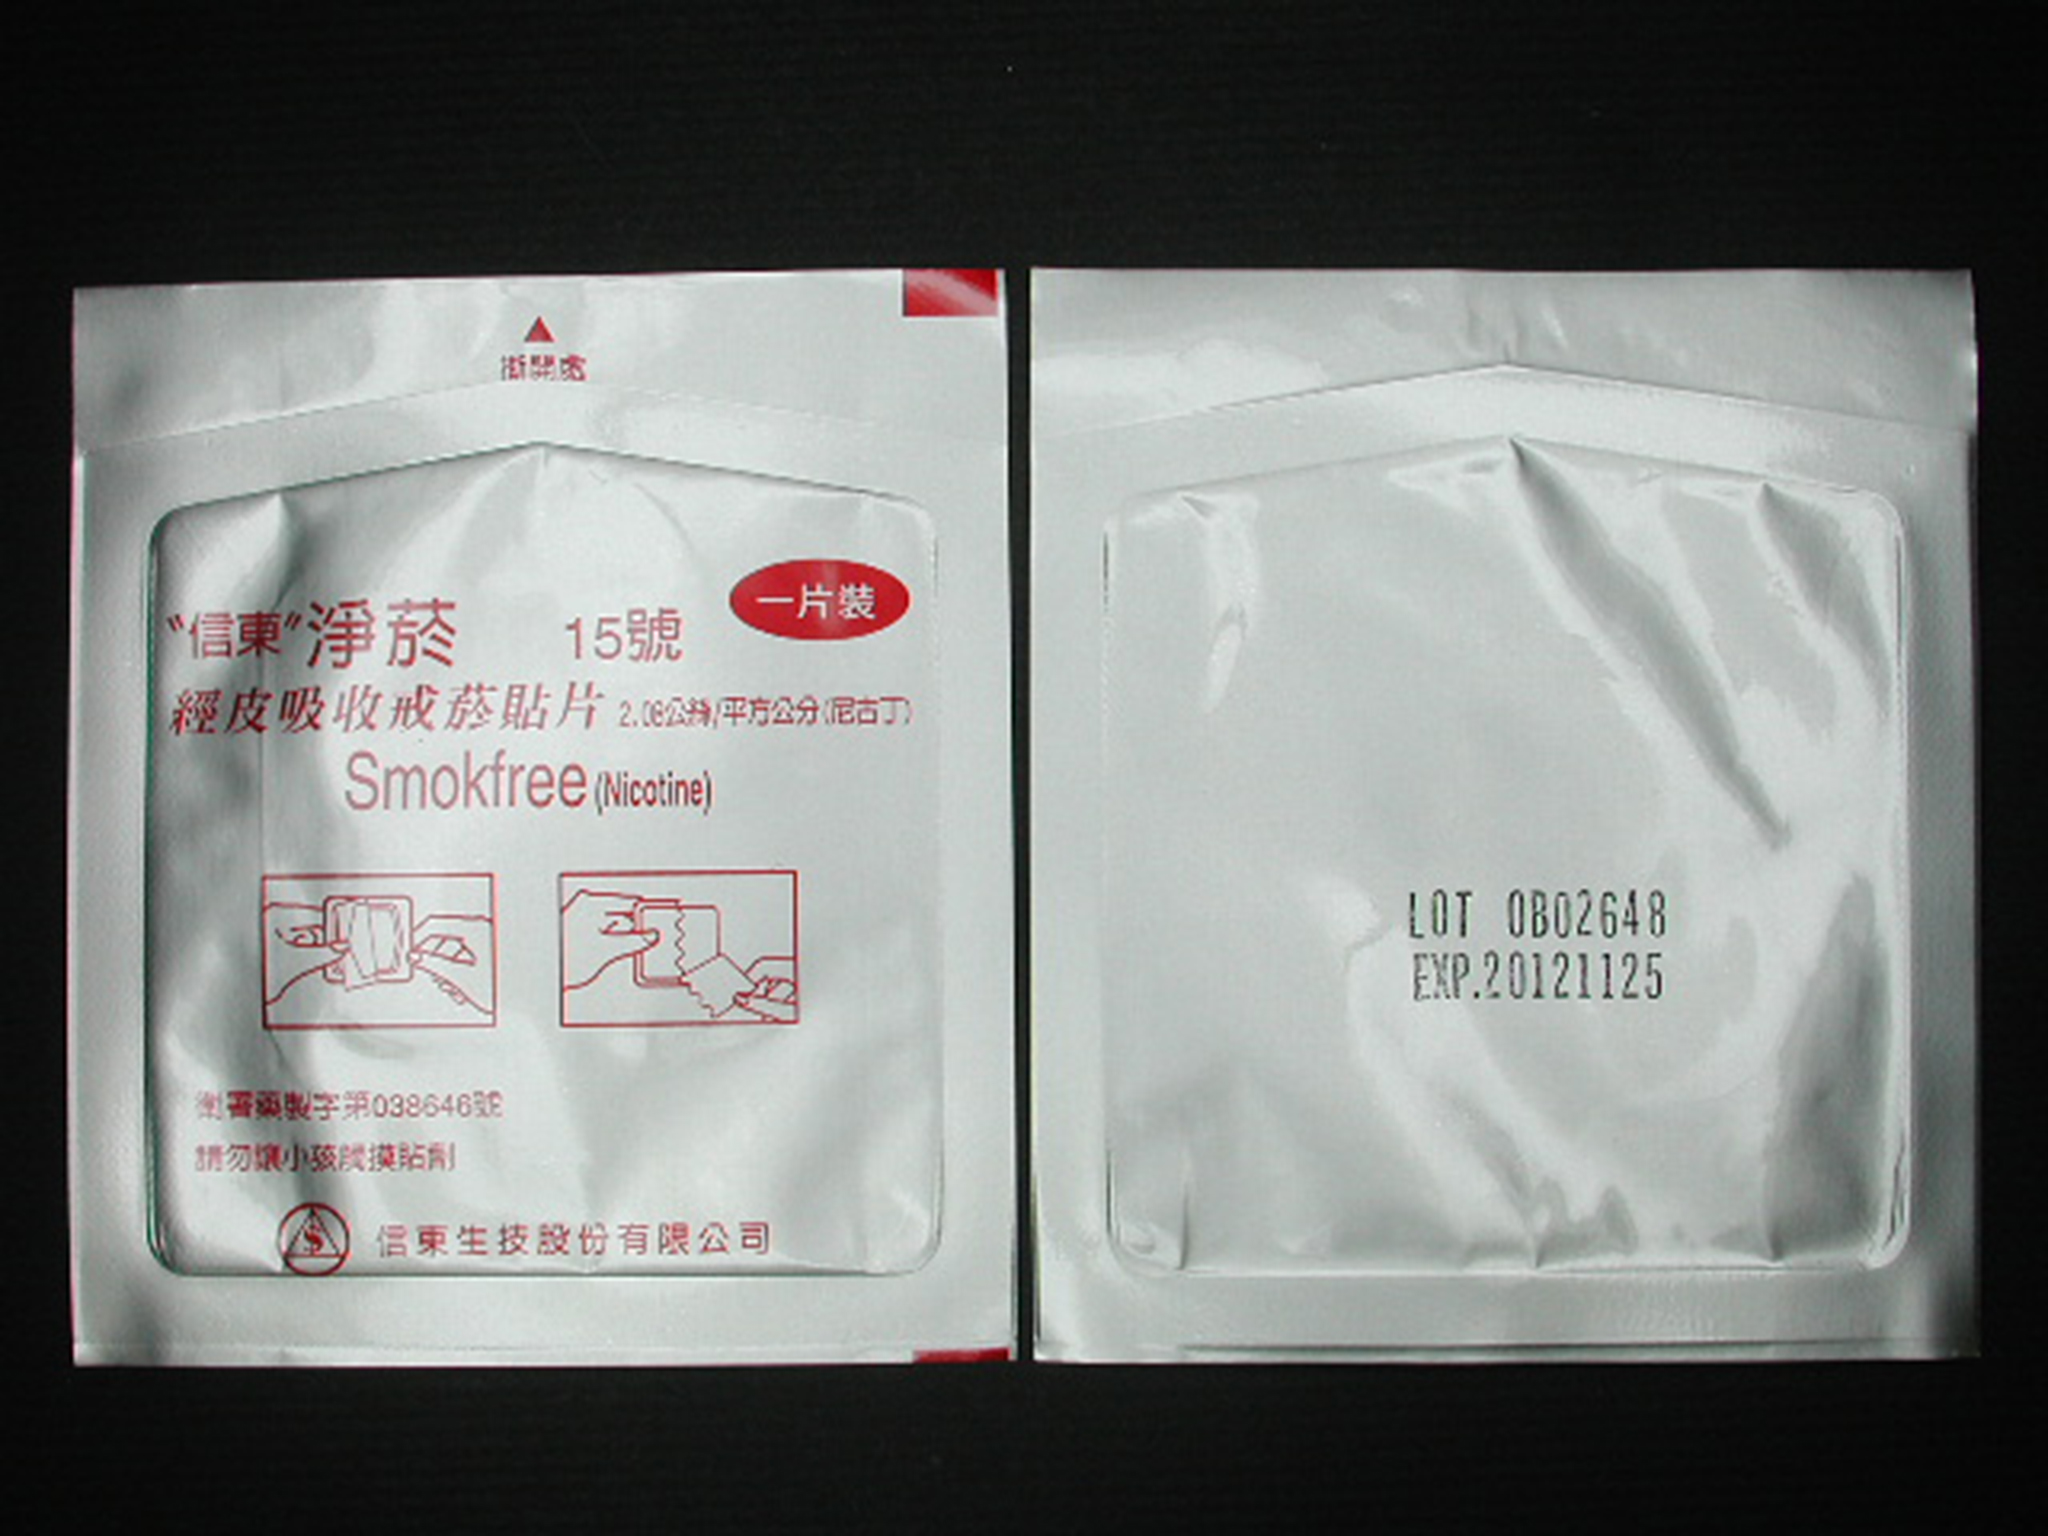 撕開處
一片裝
"信東"淨菸 15號
經皮吸收戒菸貼片 2.08公絲/平方公分(尼古丁)
Smokfree (Nicotine)
衛署藥製字第038646號
請勿讓小孩觸摸貼劑
信東生技股份有限公司
LOT 0B02648
EXP.20121125